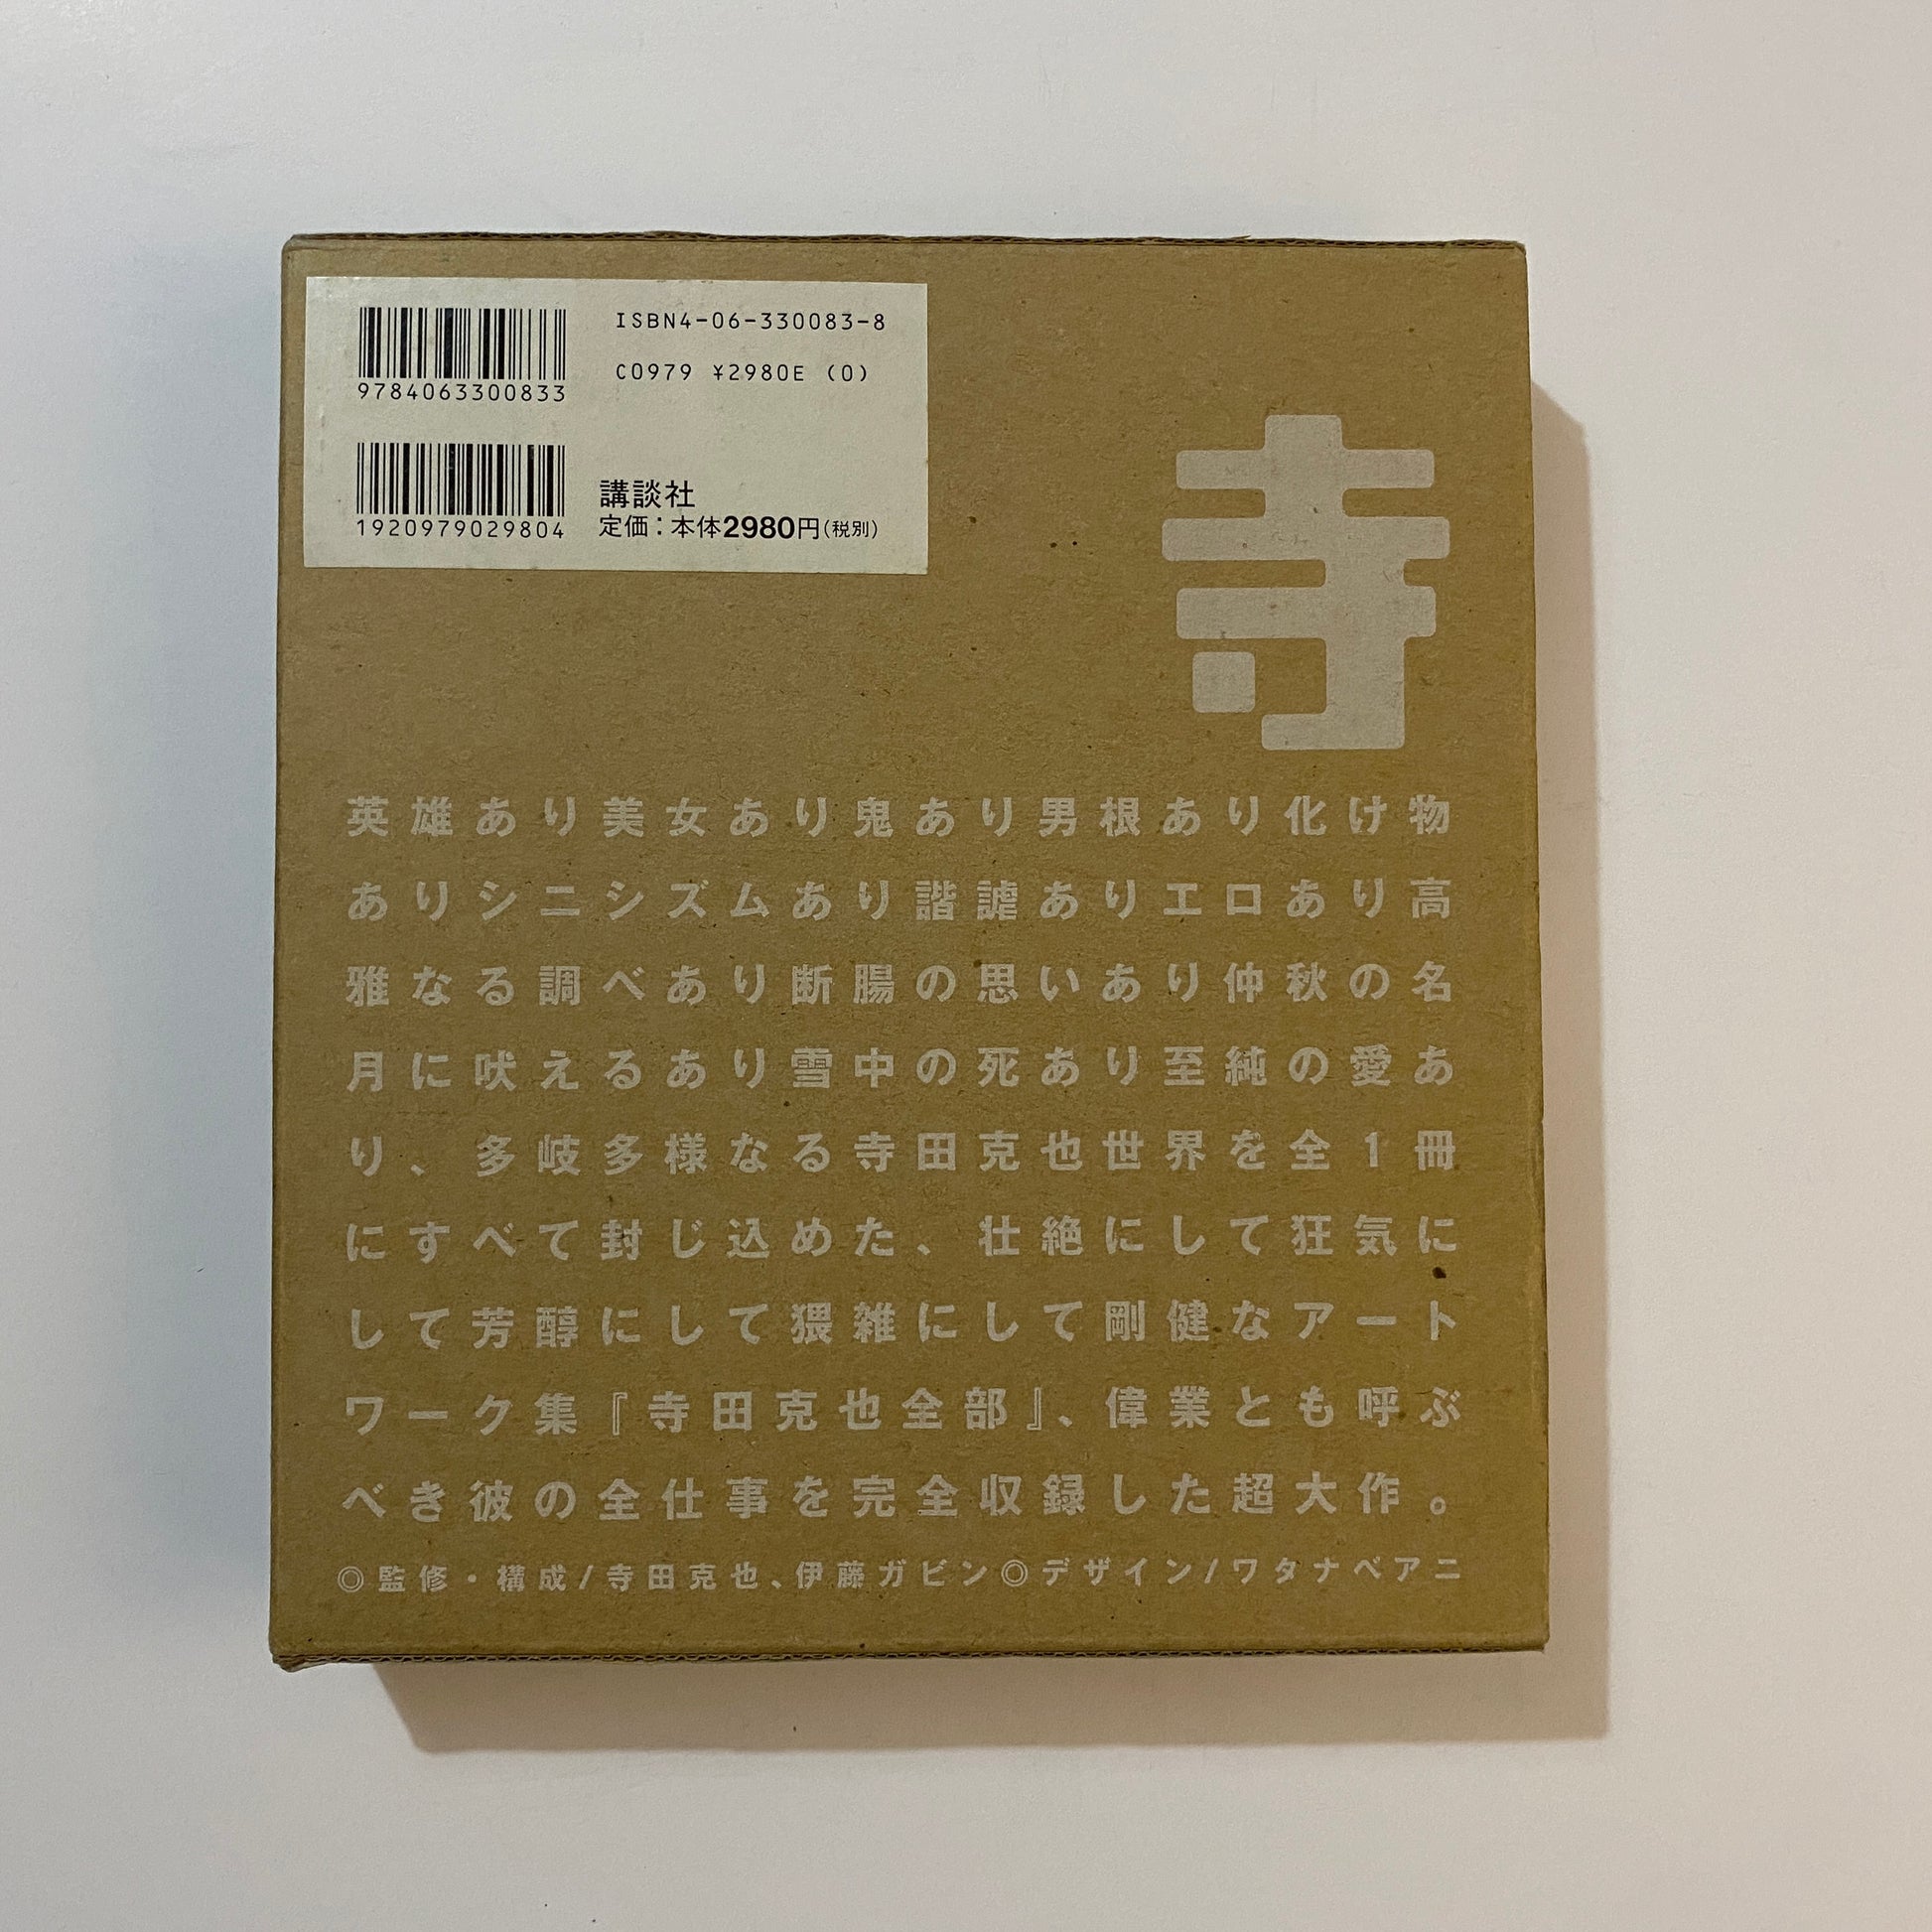 9784063300833
ISBN4-06-330083-8
C0979 ¥2980E (0)
1920979029804
講談社
定価：本体2980円(税別)
寺
英雄あり美女あり鬼あり男根あり化け物
ありシニシズムあり諧謔ありエロあり高
雅なる調べあり断腸の思いあり仲秋の名
月に吠えるあり雪中の死あり至純の愛あ
り、多岐多様なる寺田克也世界を全1冊
にすべて封じ込めた、壮絶にして狂気に
して芳醇にして猥雑にして剛健なアート
ワーク集『寺田克也全部』、偉業とも呼ぶ
べき彼の全仕事を完全収録した超大作。
◎監修・構成/寺田克也、伊藤ガビン◎デザイン/ワタナベアニ